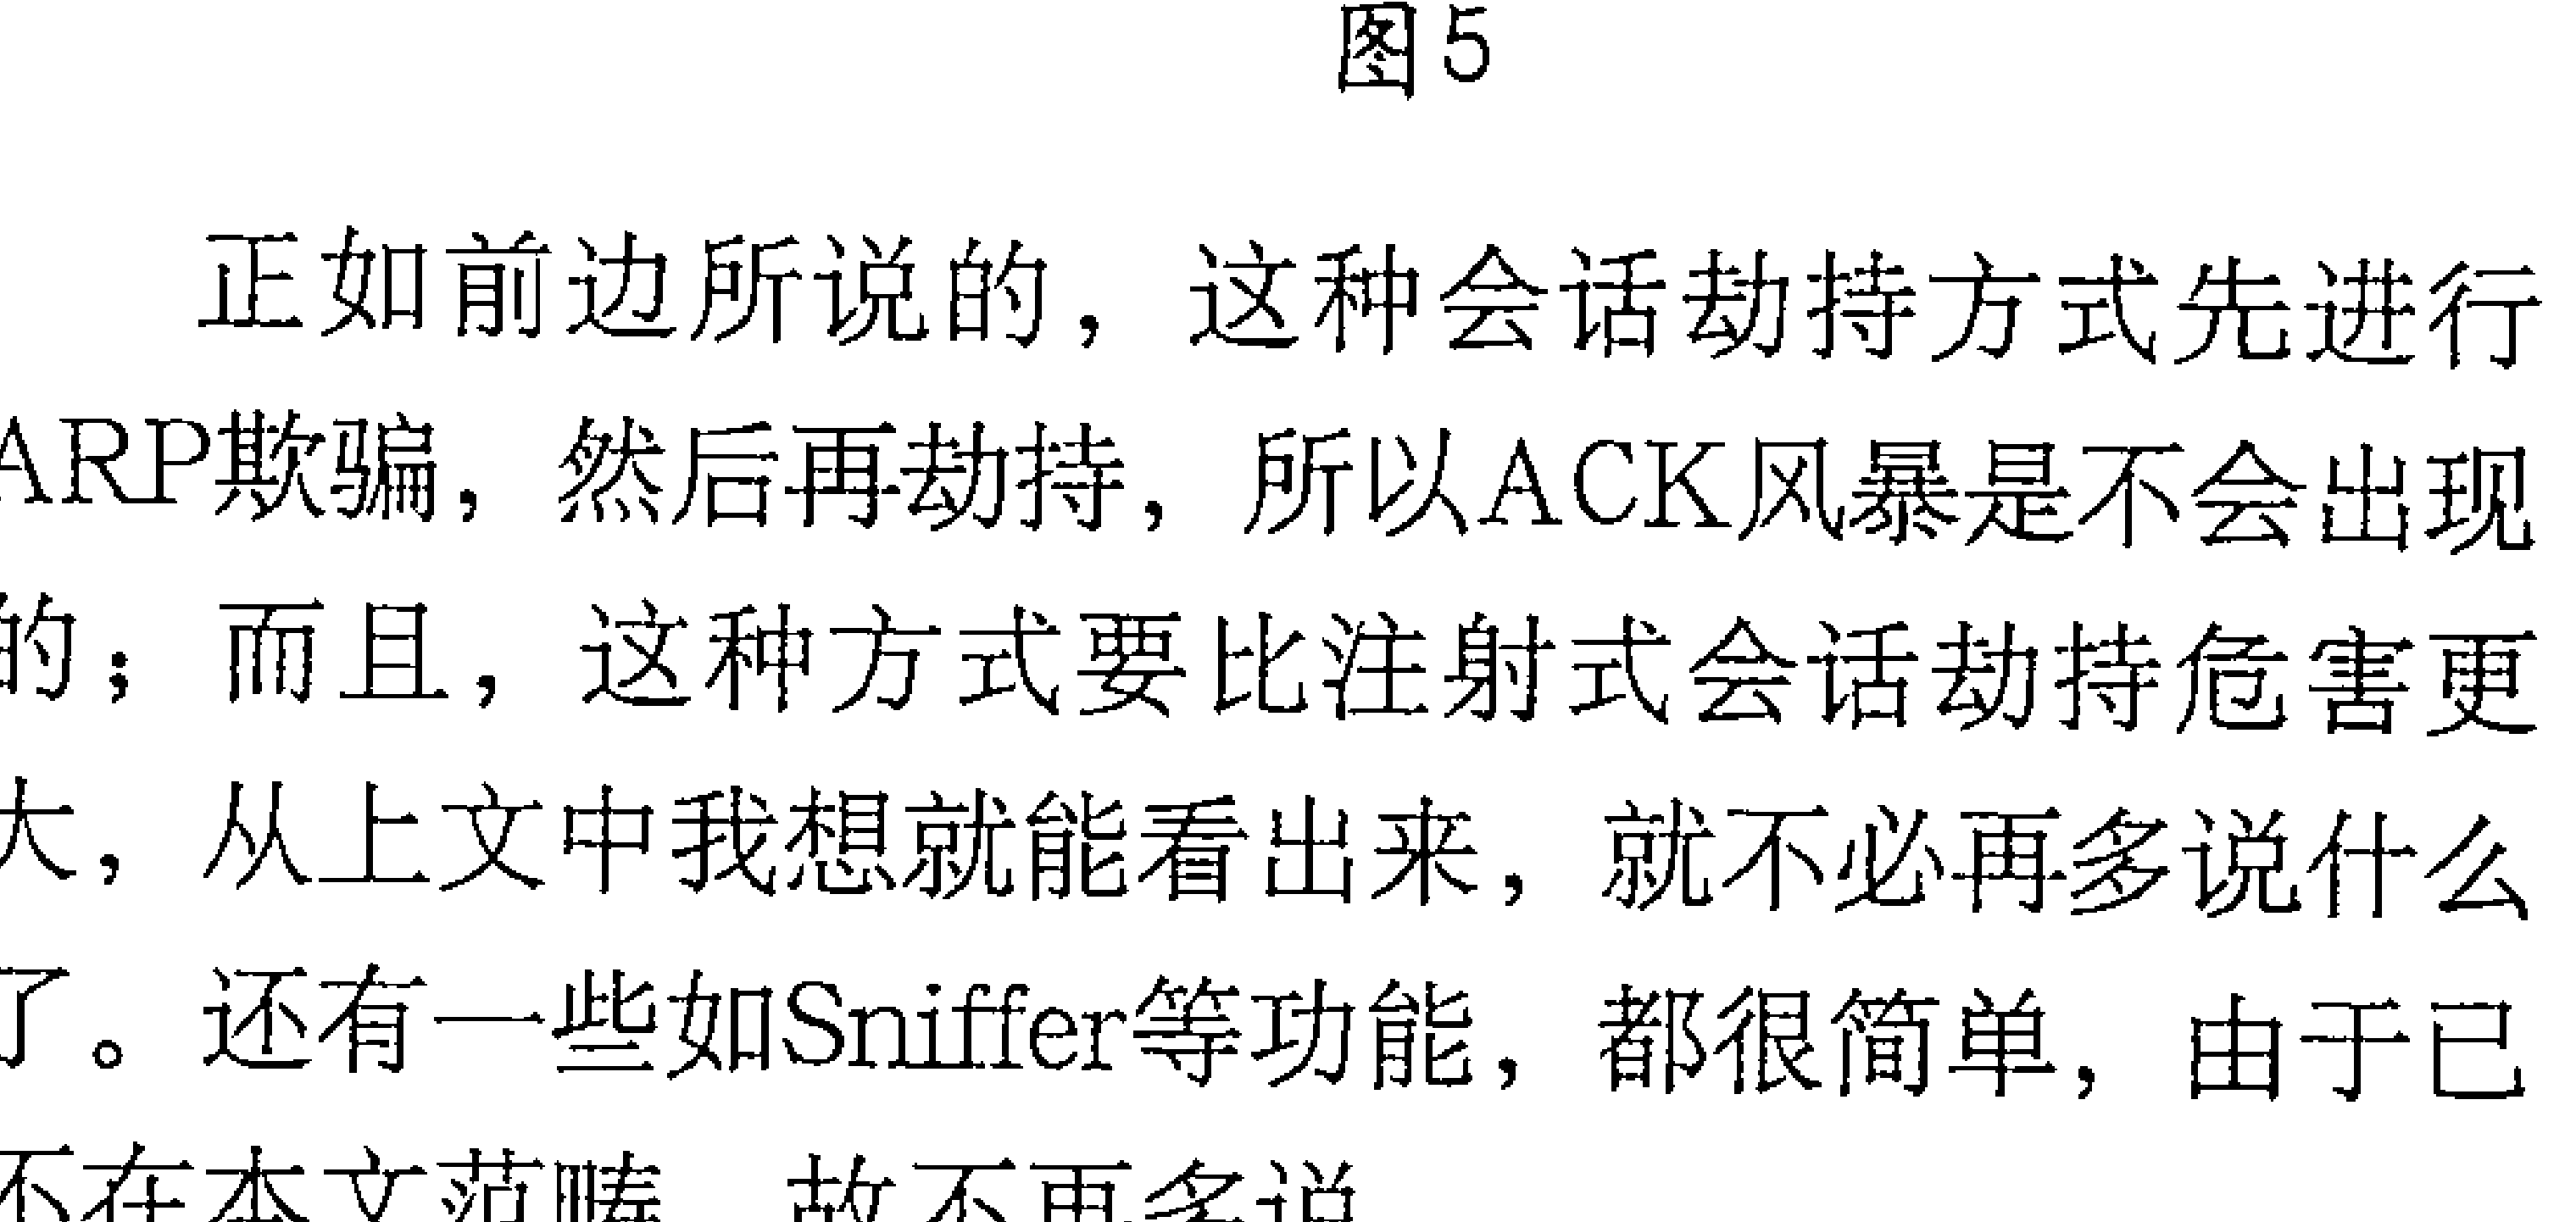 图5
正如前边所说的，这种会话劫持方式先进行
ARP欺骗，然后再劫持，所以ACK风暴是不会出现
的；而且，这种方式要比注射式会话劫持危害更
大，从上文中我想就能看出来，就不必再多说什么
了。还有一些如Sniffer等功能，都很简单，由于已
不在本文范畴，故不再多说